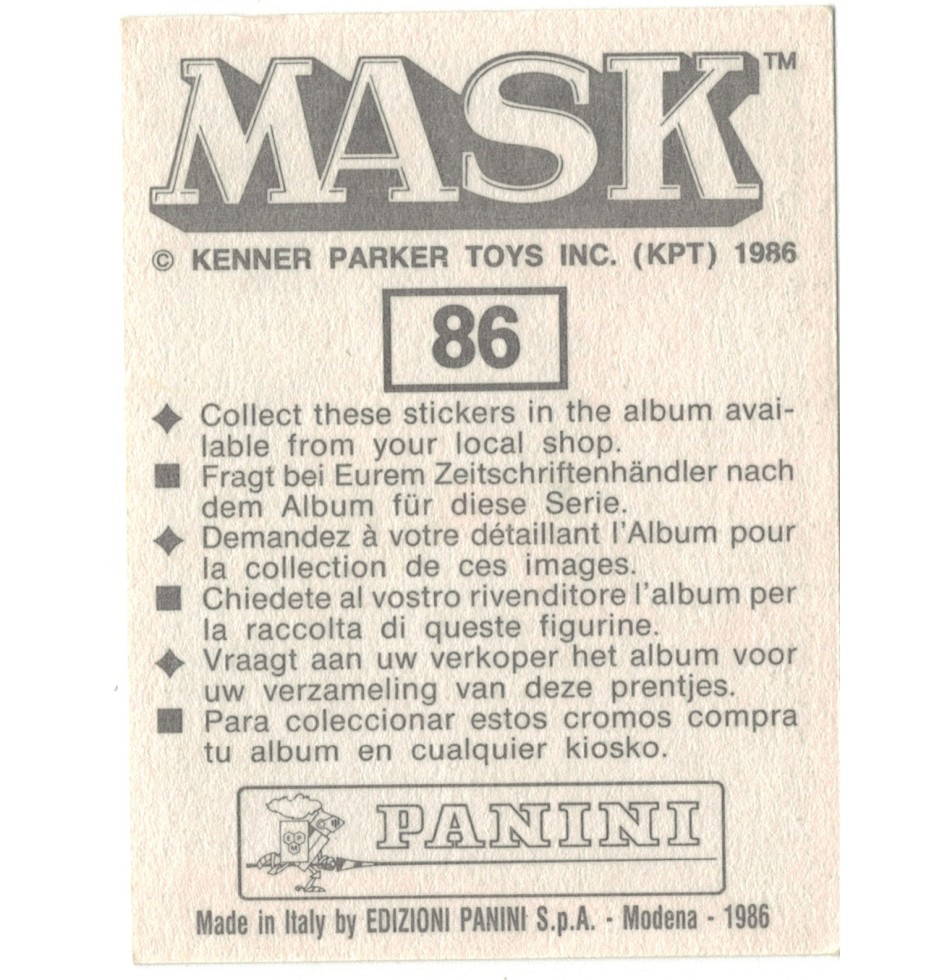 MASK™
© KENNER PARKER TOYS INC. (KPT) 1986
86
Collect these stickers in the album avai-
lable from your local shop.
Fragt bei Eurem Zeitschriftenhändler nach
dem Album für diese Serie.
Demandez à votre détaillant l'Album pour
la collection de ces images.
Chiedete al vostro rivenditore l'album per
la raccolta di queste figurine.
Vraagt aan uw verkoper het album voor
uw verzameling van deze prentjes.
Para coleccionar estos cromos compra
tu album en cualquier kiosko.
PANINI
Made in Italy by EDIZIONI PANINI S.p.A. - Modena - 1986